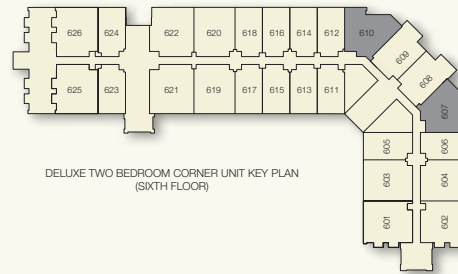 626 624 622 620 618 616 614 612 610
609
608
607
625 623 621 619 617 615 613 611
605 606
603 604
601 602
DELUXE TWO BEDROOM CORNER UNIT KEY PLAN
(SIXTH FLOOR)